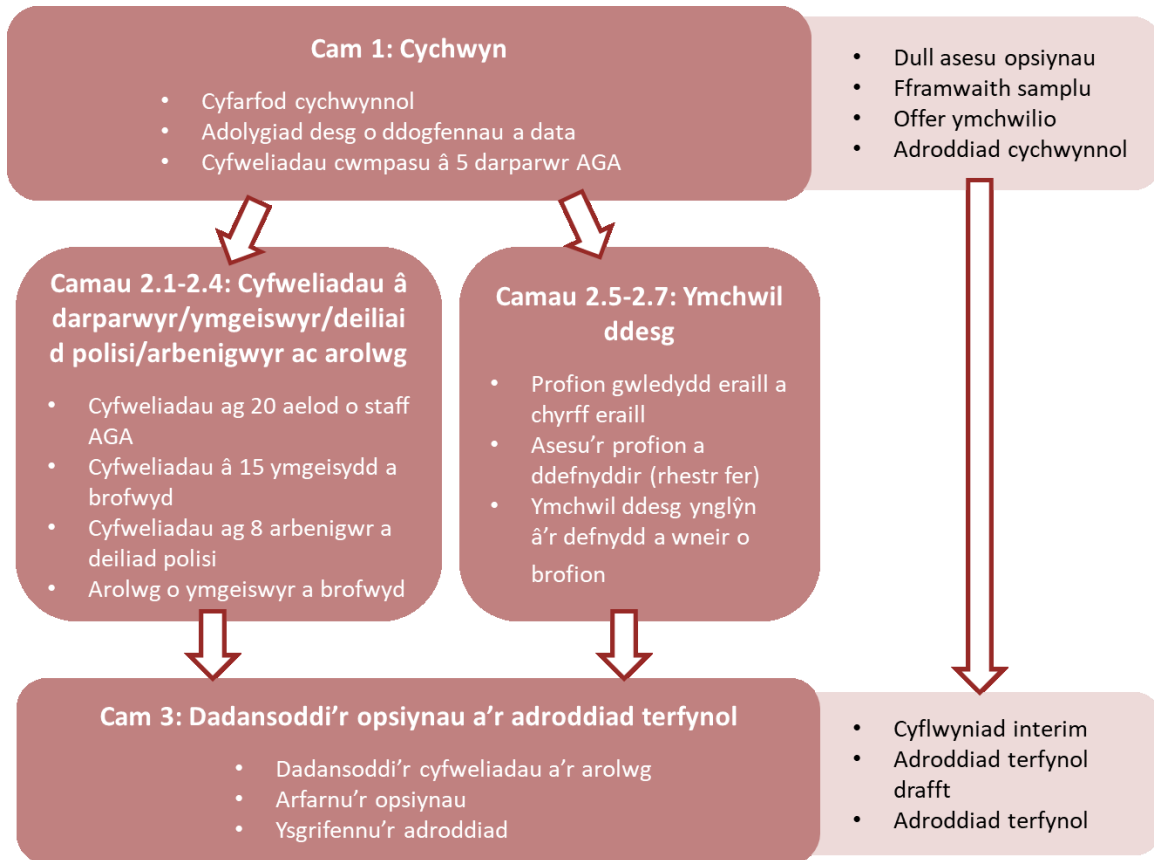 Cam 1: Cychwyn
• Cyfarfod cychwynnol
• Adolygiad desg o ddogfennau a data
• Cyfweliadau cwmpasu â 5 darparwr AGA
• Dull asesu opsiynau
• Fframwaith samplu
• Offer ymchwilio
• Adroddiad cychwynnol
Camau 2.1-2.4: Cyfweliadau â
darparwyr/ymgeiswyr/deiliai
d polisi/arbenigwyr ac arolwg
• Cyfweliadau ag 20 aelod o staff
AGA
• Cyfweliadau â 15 ymgeisydd a
brofwyd
• Cyfweliadau ag 8 arbenigwr a
deiliad polisi
• Arolwg o ymgeiswyr a brofwyd
Camau 2.5-2.7: Ymchwil
ddesg
• Profion gwledydd eraill a
chyrff eraill
• Asesu’r profion a
ddefnyddir (rhestr fer)
• Ymchwil ddesg ynglŷn
â’r defnydd a wneir o
brofion
Cam 3: Dadansoddi’r opsiynau a’r adroddiad terfynol
• Dadansoddi’r cyfweliadau a’r arolwg
• Arfarnu’r opsiynau
• Ysgrifennu’r adroddiad
• Cyflwyniad interim
• Adroddiad terfynol
drafft
• Adroddiad terfynol